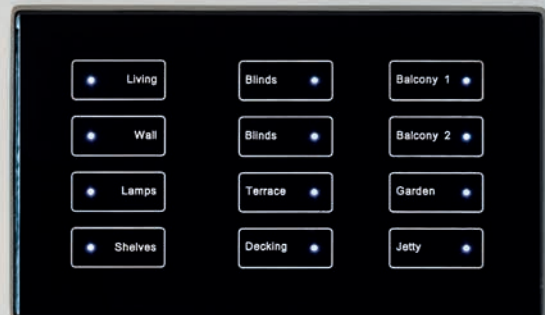 Living
Wall
Lamps
Shelves
Blinds
Blinds
Terrace
Decking
Balcony 1
Balcony 2
Garden
Jetty